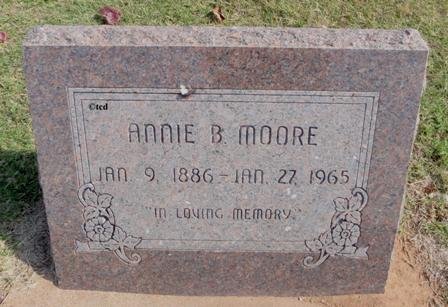 ©tcd
ANNIE B. MOORE
JAN. 9, 1886 - JAN. 27, 1965
"IN LOVING MEMORY."